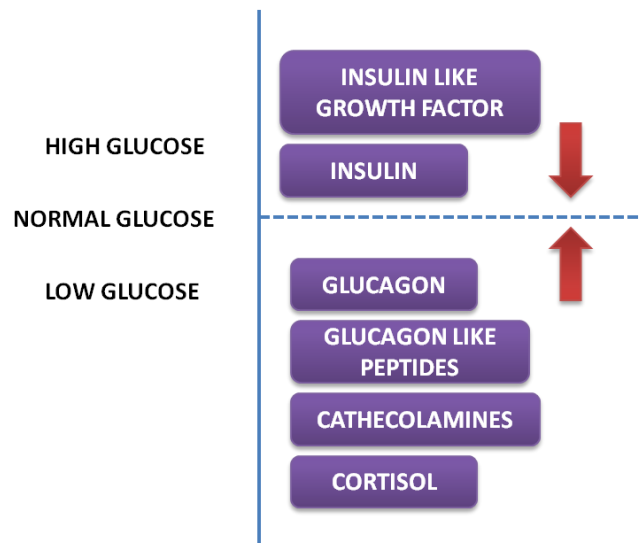 INSULIN LIKE
GROWTH FACTOR
HIGH GLUCOSE
INSULIN
NORMAL GLUCOSE
LOW GLUCOSE
GLUCAGON
GLUCAGON LIKE
PEPTIDES
CATHECOLAMINES
CORTISOL